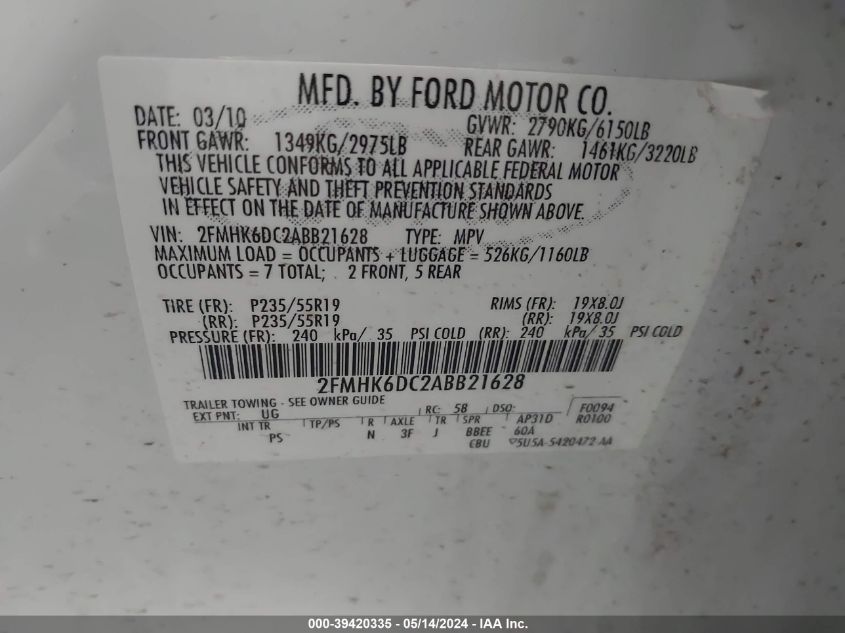 MFD. BY FORD MOTOR CO.
DATE: 03/10 GVWR: 2790KG/6150LB
FRONT GAWR: 1349KG/2975LB REAR GAWR: 1461KG/3220LB
THIS VEHICLE CONFORMS TO ALL APPLICABLE FEDERAL MOTOR
VEHICLE SAFETY AND THEFT PREVENTION STANDARDS
IN EFFECT ON THE DATE OF MANUFACTURE SHOWN ABOVE.
VIN: 2FMHK6DC2ABB21628 TYPE: MPV
MAXIMUM LOAD = OCCUPANTS + LUGGAGE = 526KG/1160LB
OCCUPANTS = 7 TOTAL; 2 FRONT, 5 REAR
TIRE (FR): P235/55R19 RIMS (FR): 19X8.0J
(RR): P235/55R19 (RR): 19X8.0J
PRESSURE (FR): 240 kPa/ 35 PSI COLD (RR): 240 kPa/ 35 PSI COLD
2FMHK6DC2ABB21628
TRAILER TOWING - SEE OWNER GUIDE
EXT PNT: UG RC: 58 DSO: F0094
INT TR TP/PS R AXLE TR SPR AP31D R0100
PS N 3F J BBEE 60A
CBU 5U5A-5420472-AA
000-39420335 - 05/14/2024 - IAA Inc.